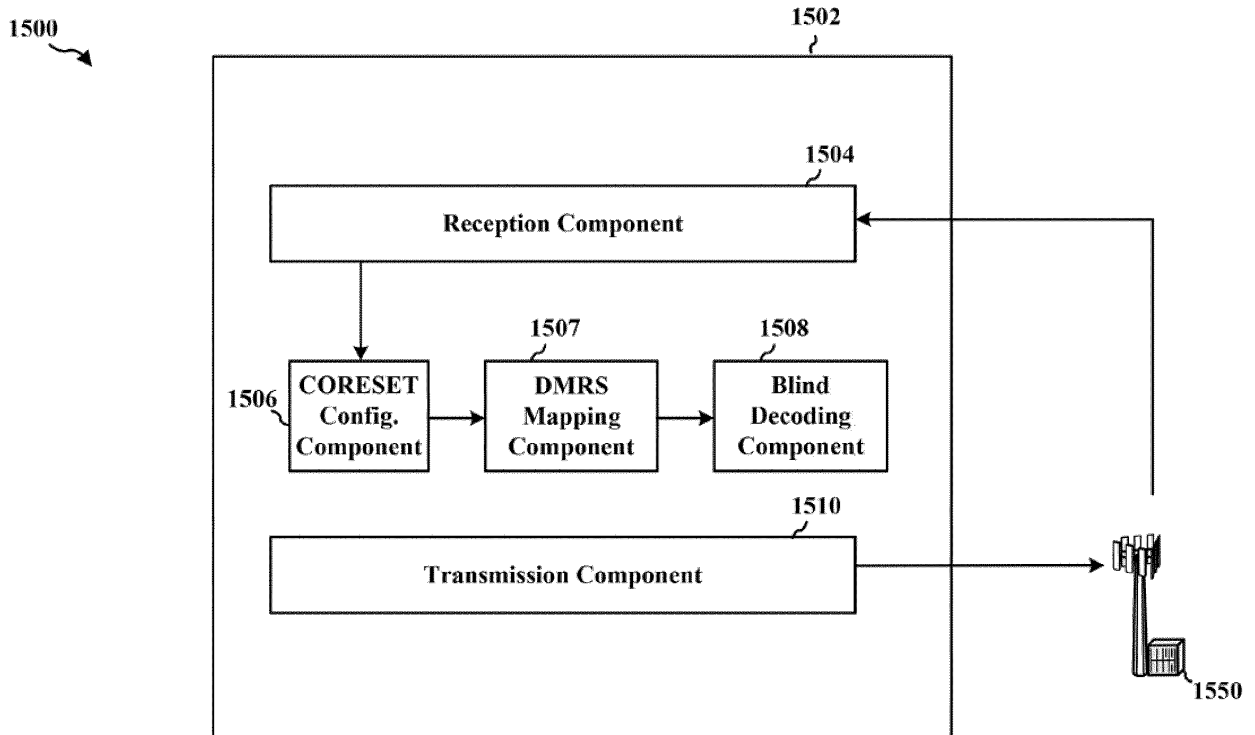 1500
1502
1504
Reception Component
1507
1508
1506
CORESET
Config.
Component
DMRS
Mapping
Component
Blind
Decoding
Component
1510
Transmission Component
1550